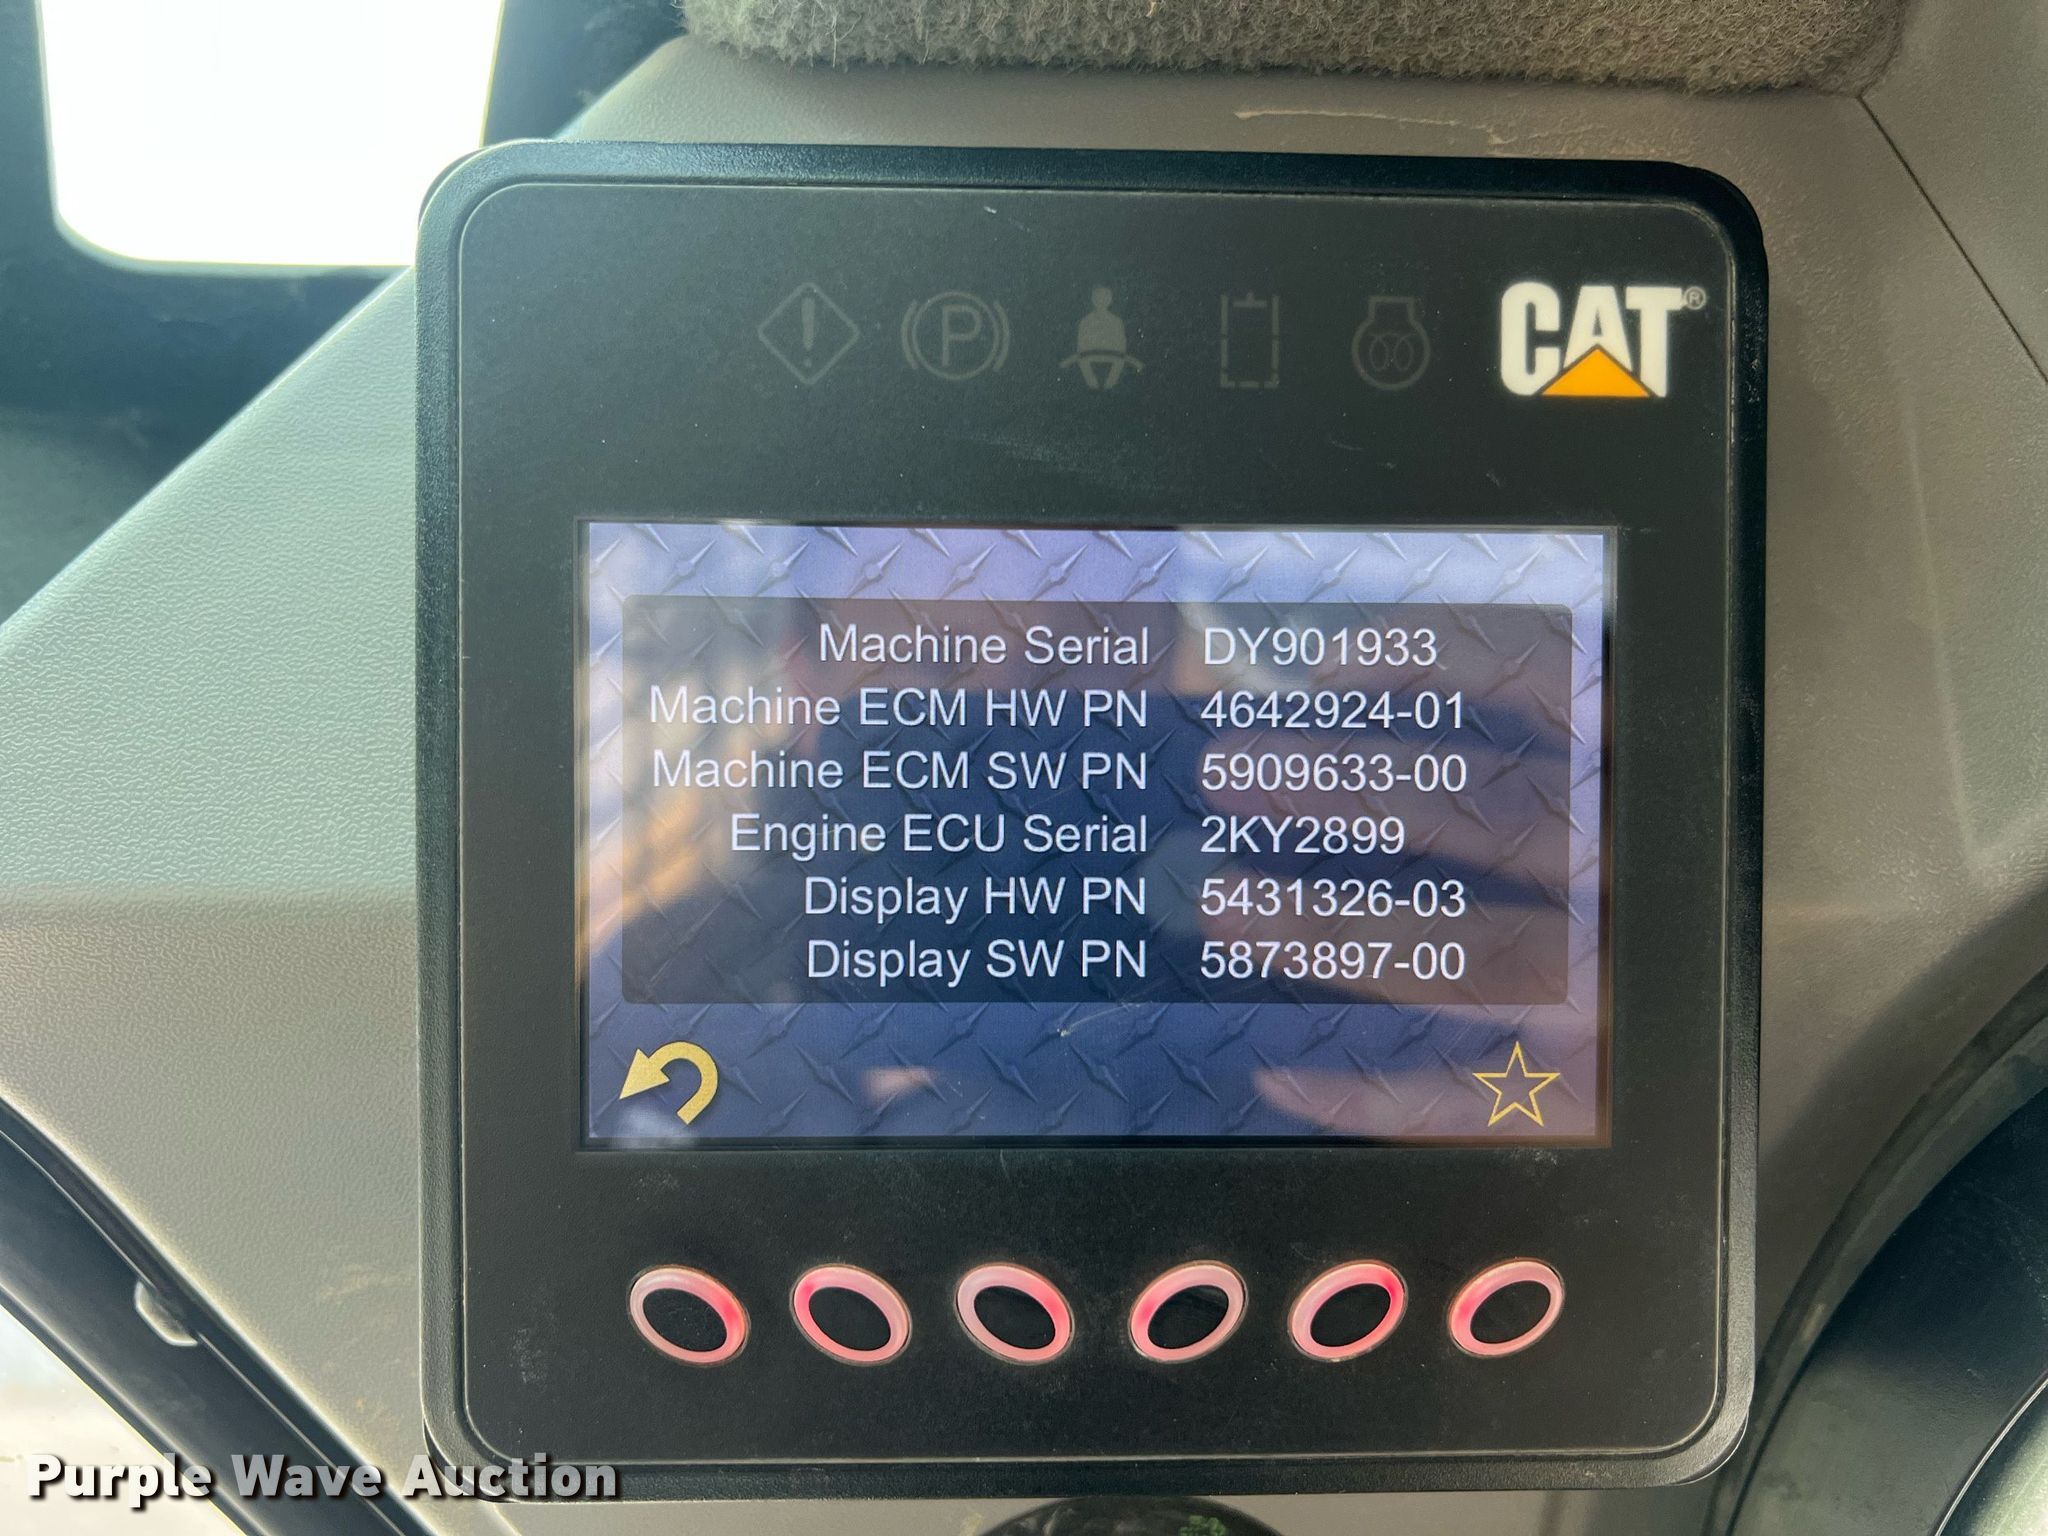 CAT®
Machine Serial DY901933
Machine ECM HW PN 4642924-01
Machine ECM SW PN 5909633-00
Engine ECU Serial 2KY2899
Display HW PN 5431326-03
Display SW PN 5873897-00
Purple Wave Auction